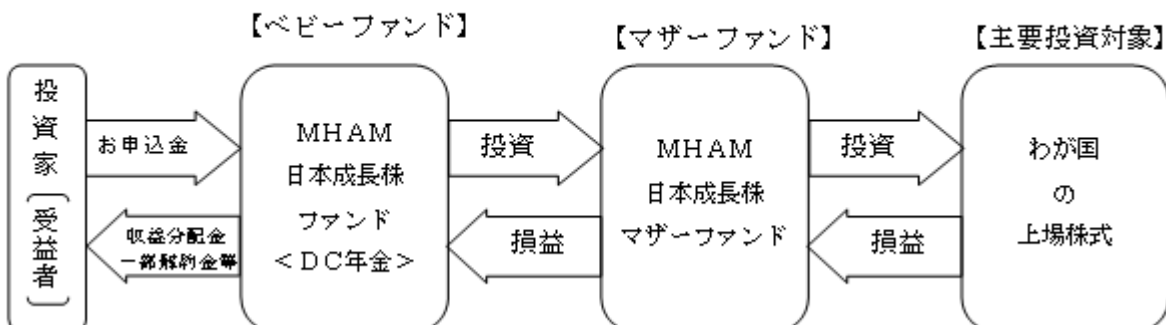 【ベビーファンド】
【マザーファンド】
【主要投資対象】
投資家
（受益者）
お申込金
収益分配金
一部解約金等
MHAM
日本成長株
ファンド
＜DC年金＞
投資
損益
MHAM
日本成長株
マザーファンド
投資
損益
わが国
の
上場株式